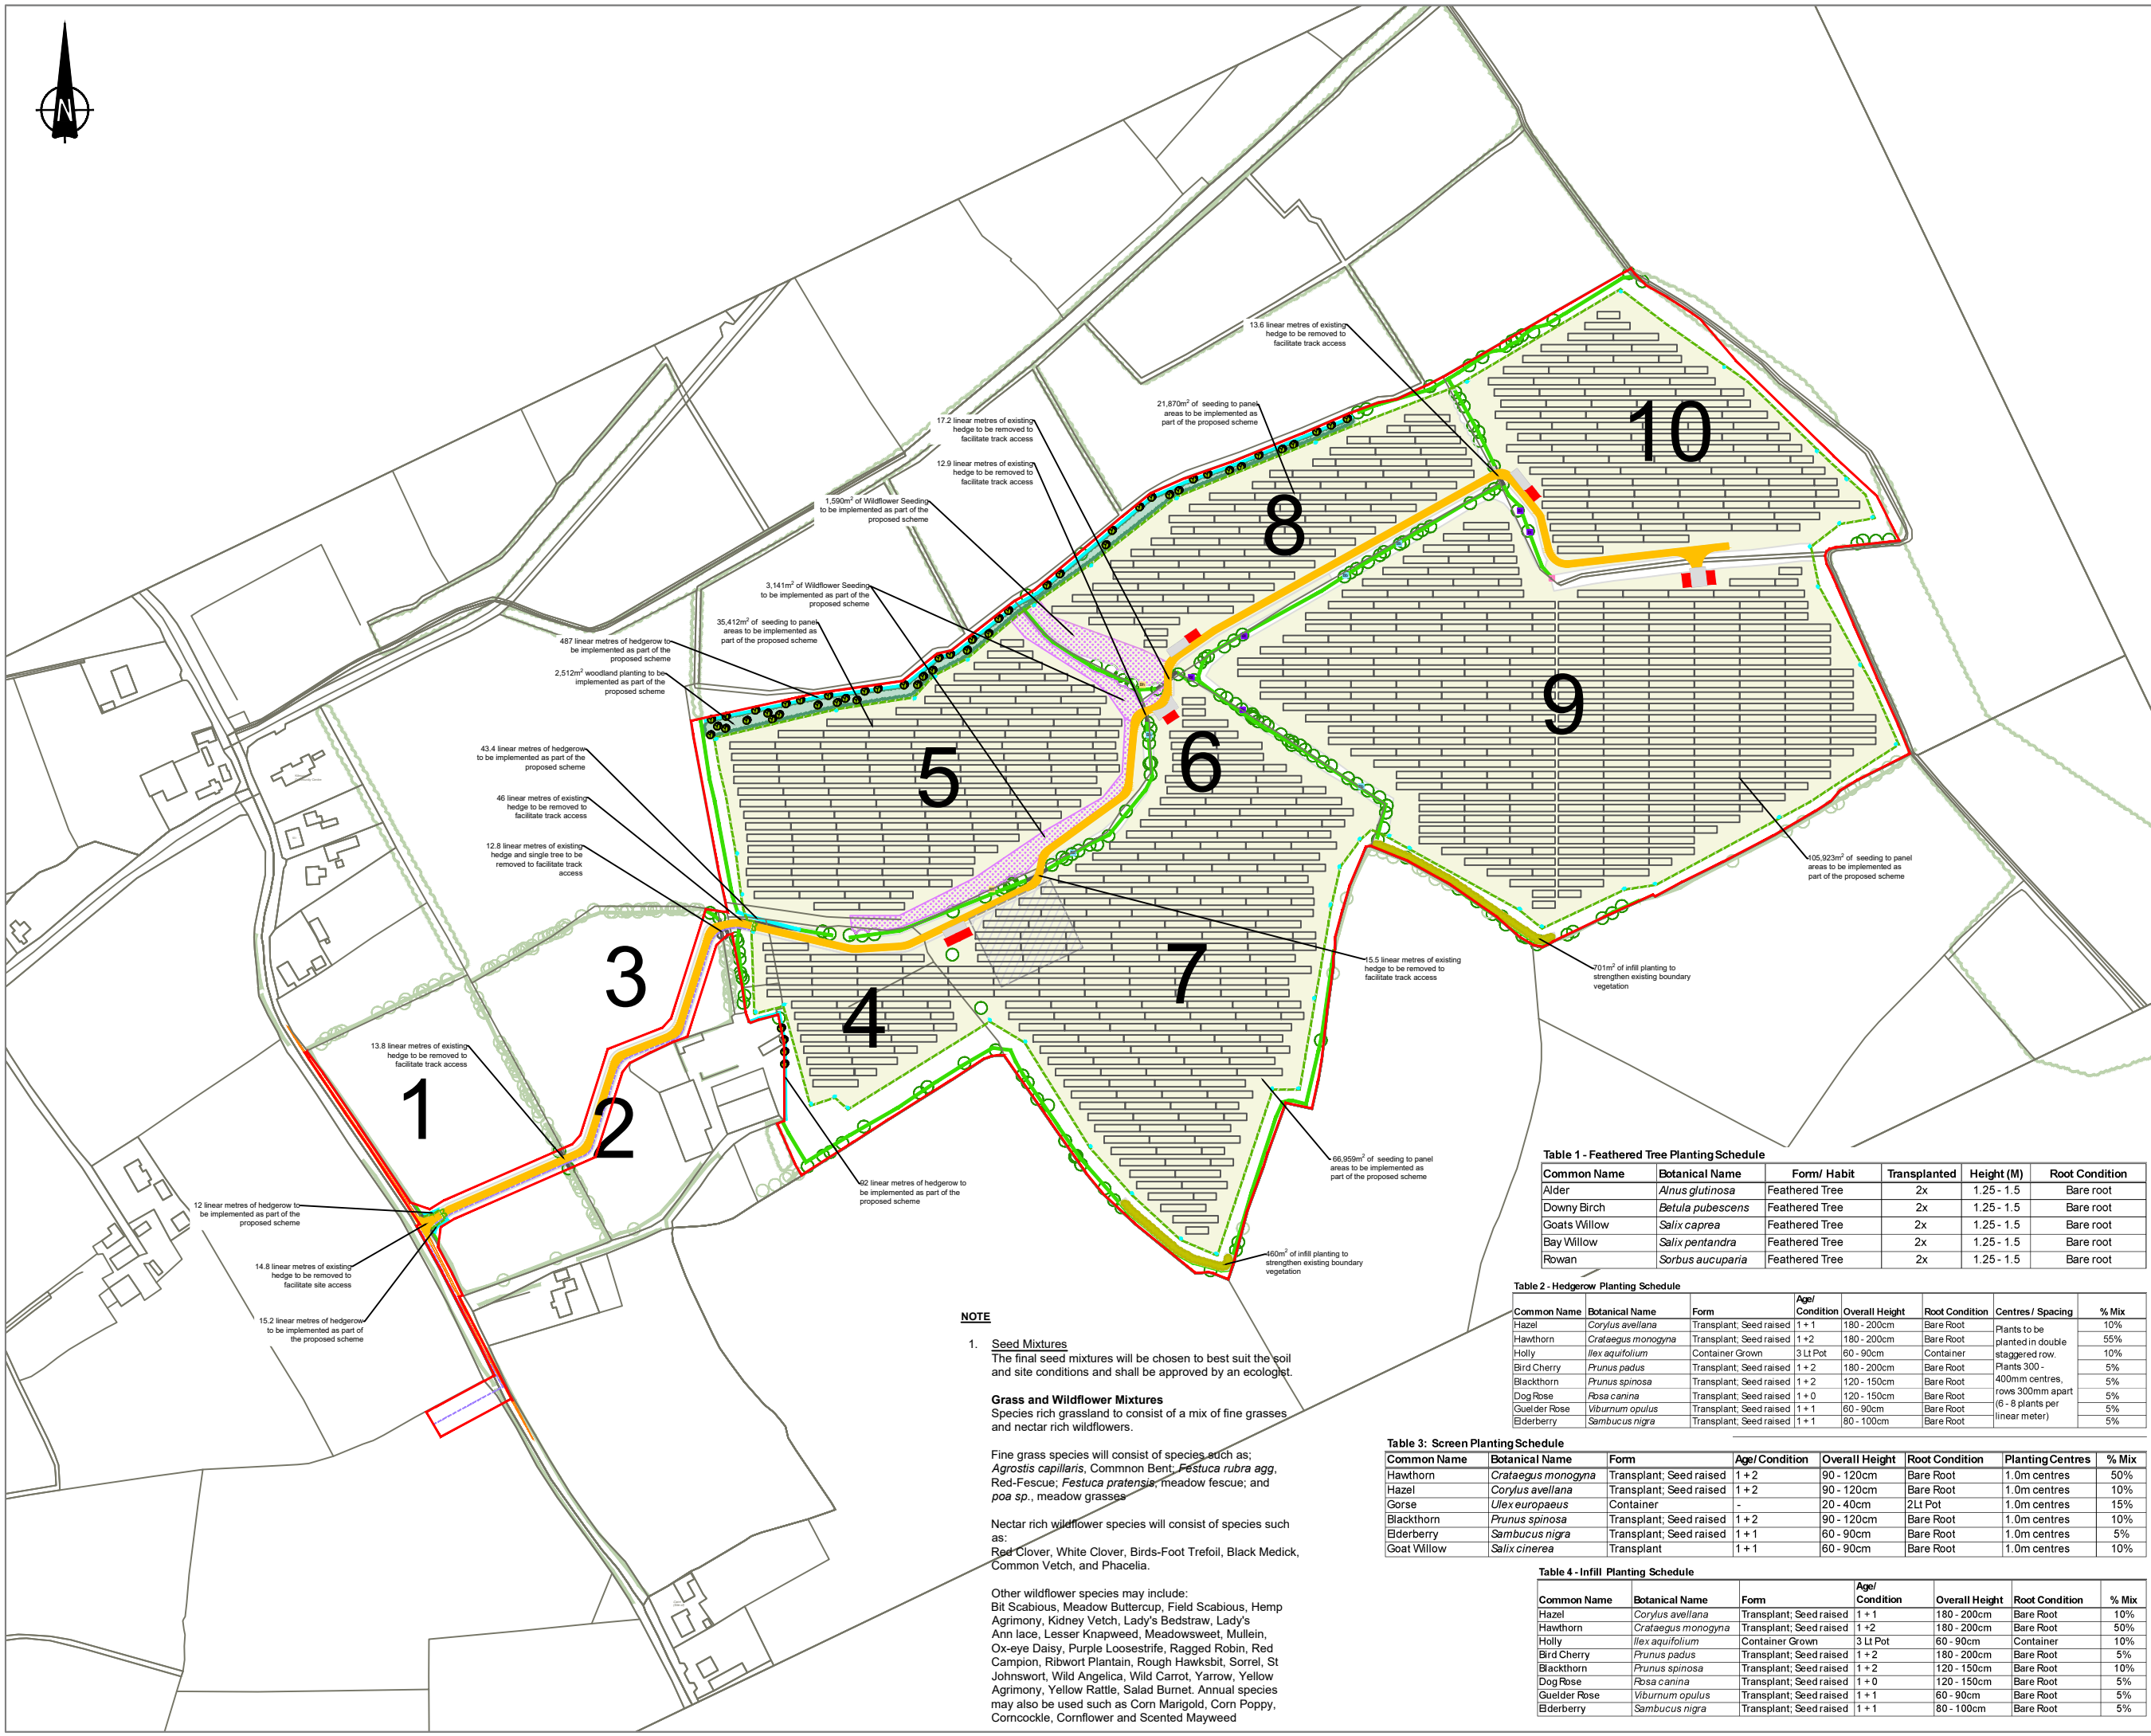 N
13.6 linear metres of existing
hedge to be removed to
facilitate track access
21,870m² of seeding to panel
areas to be implemented as
part of the proposed scheme
17.2 linear metres of existing
hedge to be removed to
facilitate track access
12.9 linear metres of existing
hedge to be removed to
facilitate track access
1,590m² of Wildflower Seeding
to be implemented as part of the
proposed scheme
3,141m² of Wildflower Seeding
to be implemented as part of the
proposed scheme
35,412m² of seeding to panel
areas to be implemented as
part of the proposed scheme
487 linear metres of hedgerow to
be implemented as part of the
proposed scheme
2,512m² woodland planting to be
implemented as part of the
proposed scheme
43.4 linear metres of hedgerow
to be implemented as part of the
proposed scheme
46 linear metres of existing
hedge to be removed to
facilitate track access
12.8 linear metres of existing
hedge and single tree to be
removed to facilitate track
access
13.8 linear metres of existing
hedge to be removed to
facilitate track access
12 linear metres of hedgerow to
be implemented as part of the
proposed scheme
14.8 linear metres of existing
hedge to be removed to
facilitate site access
15.2 linear metres of hedgerow
to be implemented as part of
the proposed scheme
92 linear metres of hedgerow to
be implemented as part of the
proposed scheme
15.5 linear metres of existing
hedge to be removed to
facilitate track access
105,923m² of seeding to panel
areas to be implemented as
part of the proposed scheme
701m² of infill planting to
strengthen existing boundary
vegetation
66,959m² of seeding to panel
areas to be implemented as
part of the proposed scheme
460m² of infill planting to
strengthen existing boundary
vegetation
10
8
9
6
5
7
4
3
2
1
NOTE
1. Seed Mixtures
The final seed mixtures will be chosen to best suit the soil
and site conditions and shall be approved by an ecologist.
Grass and Wildflower Mixtures
Species rich grassland to consist of a mix of fine grasses
and nectar rich wildflowers.
Fine grass species will consist of species such as;
Agrostis capillaris, Commnon Bent; Festuca rubra agg,
Red-Fescue; Festuca pratensis, meadow fescue; and
poa sp., meadow grasses
Nectar rich wildflower species will consist of species such
as:
Red Clover, White Clover, Birds-Foot Trefoil, Black Medick,
Common Vetch, and Phacelia.
Other wildflower species may include:
Bit Scabious, Meadow Buttercup, Field Scabious, Hemp
Agrimony, Kidney Vetch, Lady's Bedstraw, Lady's
Ann lace, Lesser Knapweed, Meadowsweet, Mullein,
Ox-eye Daisy, Purple Loosestrife, Ragged Robin, Red
Campion, Ribwort Plantain, Rough Hawksbit, Sorrel, St
Johnswort, Wild Angelica, Wild Carrot, Yarrow, Yellow
Agrimony, Yellow Rattle, Salad Burnet. Annual species
may also be used such as Corn Marigold, Corn Poppy,
Corncockle, Cornflower and Scented Mayweed
Table 1 - Feathered Tree Planting Schedule
Common Name Botanical Name Form/ Habit Transplanted Height (M) Root Condition
Alder Alnus glutinosa Feathered Tree 2x 1.25 - 1.5 Bare root
Downy Birch Betula pubescens Feathered Tree 2x 1.25 - 1.5 Bare root
Goats Willow Salix caprea Feathered Tree 2x 1.25 - 1.5 Bare root
Bay Willow Salix pentandra Feathered Tree 2x 1.25 - 1.5 Bare root
Rowan Sorbus aucuparia Feathered Tree 2x 1.25 - 1.5 Bare root
Table 2 - Hedgerow Planting Schedule
Common Name Botanical Name Form Age/ Condition Overall Height Root Condition Centres / Spacing % Mix
Hazel Corylus avellana Transplant; Seed raised 1 + 1 180 - 200cm Bare Root 10%
Hawthorn Crataegus monogyna Transplant; Seed raised 1 +2 180 - 200cm Bare Root 55%
Holly Ilex aquifolium Container Grown 3 Lt Pot 60 - 90cm Container 10%
Bird Cherry Prunus padus Transplant; Seed raised 1 + 2 180 - 200cm Bare Root 5%
Blackthorn Prunus spinosa Transplant; Seed raised 1 + 2 120 - 150cm Bare Root 5%
Dog Rose Rosa canina Transplant; Seed raised 1 + 0 120 - 150cm Bare Root 5%
Guelder Rose Viburnum opulus Transplant; Seed raised 1 + 1 60 - 90cm Bare Root 5%
Elderberry Sambucus nigra Transplant; Seed raised 1 + 1 80 - 100cm Bare Root 5%
Plants to be
planted in double
staggered row.
Plants 300 -
400mm centres,
rows 300mm apart
(6 - 8 plants per
linear meter)
Table 3: Screen Planting Schedule
Common Name Botanical Name Form Age/ Condition Overall Height Root Condition Planting Centres % Mix
Hawthorn Crataegus monogyna Transplant; Seed raised 1 + 2 90 - 120cm Bare Root 1.0m centres 50%
Hazel Corylus avellana Transplant; Seed raised 1 + 2 90 - 120cm Bare Root 1.0m centres 10%
Gorse Ulex europaeus Container - 20 - 40cm 2Lt Pot 1.0m centres 15%
Blackthorn Prunus spinosa Transplant; Seed raised 1 + 2 90 - 120cm Bare Root 1.0m centres 10%
Elderberry Sambucus nigra Transplant; Seed raised 1 + 1 60 - 90cm Bare Root 1.0m centres 5%
Goat Willow Salix cinerea Transplant 1 + 1 60 - 90cm Bare Root 1.0m centres 10%
Table 4 - Infill Planting Schedule
Common Name Botanical Name Form Age/ Condition Overall Height Root Condition % Mix
Hazel Corylus avellana Transplant; Seed raised 1 + 1 180 - 200cm Bare Root 10%
Hawthorn Crataegus monogyna Transplant; Seed raised 1 +2 180 - 200cm Bare Root 50%
Holly Ilex aquifolium Container Grown 3 Lt Pot 60 - 90cm Container 10%
Bird Cherry Prunus padus Transplant; Seed raised 1 + 2 180 - 200cm Bare Root 5%
Blackthorn Prunus spinosa Transplant; Seed raised 1 + 2 120 - 150cm Bare Root 10%
Dog Rose Rosa canina Transplant; Seed raised 1 + 0 120 - 150cm Bare Root 5%
Guelder Rose Viburnum opulus Transplant; Seed raised 1 + 1 60 - 90cm Bare Root 5%
Elderberry Sambucus nigra Transplant; Seed raised 1 + 1 80 - 100cm Bare Root 5%